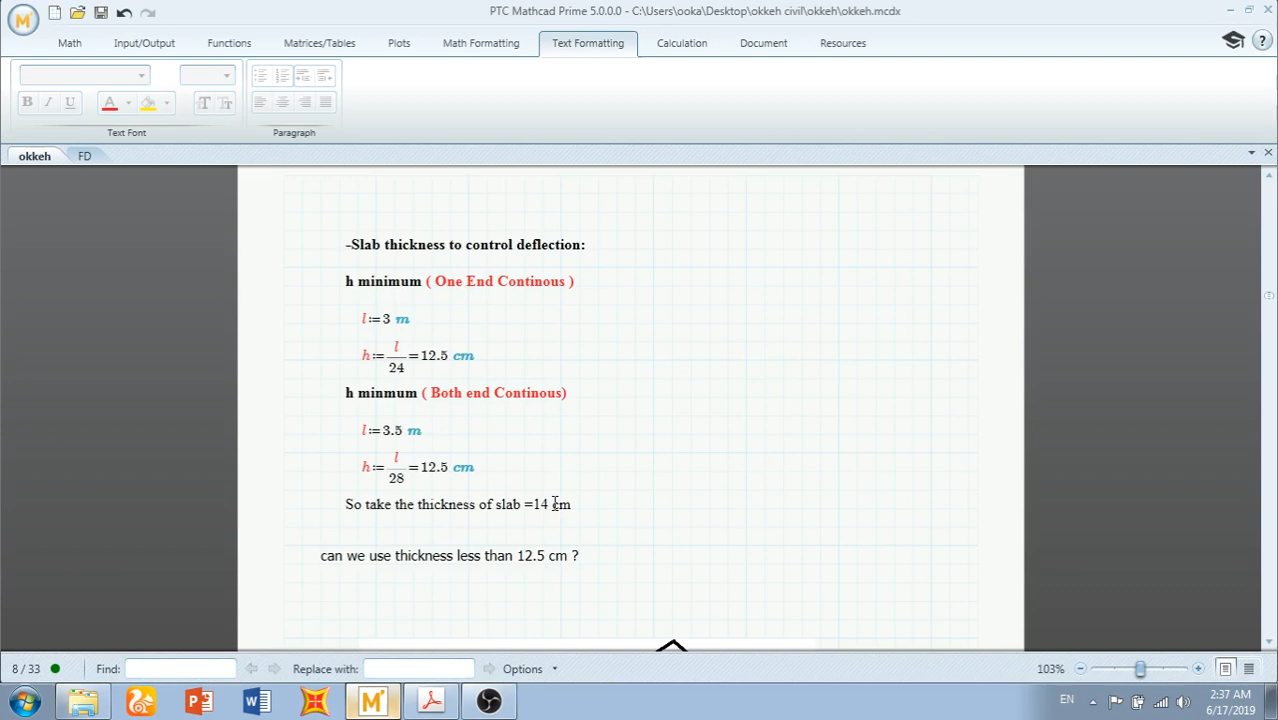 PTC Mathcad Prime 5.0.0.0 - C:\Users\ooka\Desktop\okkeh civil\okkeh.mcdx
Math Input/Output Functions Matrices/Tables Plots Math Formatting Text Formatting Calculation Document Resources
B I U A
Text Font Paragraph
okkeh FD
-Slab thickness to control deflection:
h minimum ( One End Continous )
l:=3 m
h:= l/24 = 12.5 cm
h minmum ( Both end Continous)
l:=3.5 m
h:= l/28 = 12.5 cm
So take the thickness of slab =14 cm
can we use thickness less than 12.5 cm ?
8 / 33 Find: Replace with: Options 103%
EN 2:37 AM
6/17/2019